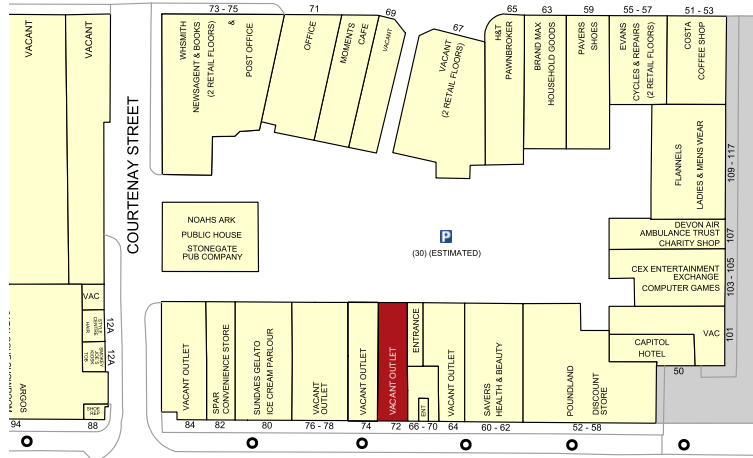 73 - 75
71
69
67
65
63
59
55 - 57
51 - 53
VACANT
VACANT
WHSMITH
NEWSAGENT & BOOKS
(2 RETAIL FLOORS)
&
POST OFFICE
OFFICE
MOMENTS
CAFE
VACANT
VACANT
(2 RETAIL FLOORS)
H&T
PAWNBROKER
BRAND MAX
HOUSEHOLD GOODS
PAVERS
SHOES
EVANS
CYCLES & REPAIRS
(2 RETAIL FLOORS)
COSTA
COFFEE SHOP
COURTENAY STREET
FLANNELS
LADIES & MENS WEAR
109 - 117
NOAHS ARK
PUBLIC HOUSE
STONEGATE
PUB COMPANY
P
(30) (ESTIMATED)
DEVON AIR
AMBULANCE TRUST
CHARITY SHOP
107
CEX ENTERTAINMENT
EXCHANGE
COMPUTER GAMES
103 - 105
VAC
101
CAPITOL
HOTEL
50
VAC
STYLE
CENTRE
HAIR
12A
12A
SHOE
REP
ARGOS
94
88
VACANT OUTLET
SPAR
CONVENIENCE STORE
SUNDAES GELATO
ICE CREAM PARLOUR
VACANT
OUTLET
VACANT OUTLET
VACANT OUTLET
ENTRANCE
ENT
VACANT OUTLET
SAVERS
HEALTH & BEAUTY
POUNDLAND
DISCOUNT
STORE
84
82
80
76 - 78
74
72
66 - 70
64
60 - 62
52 - 58